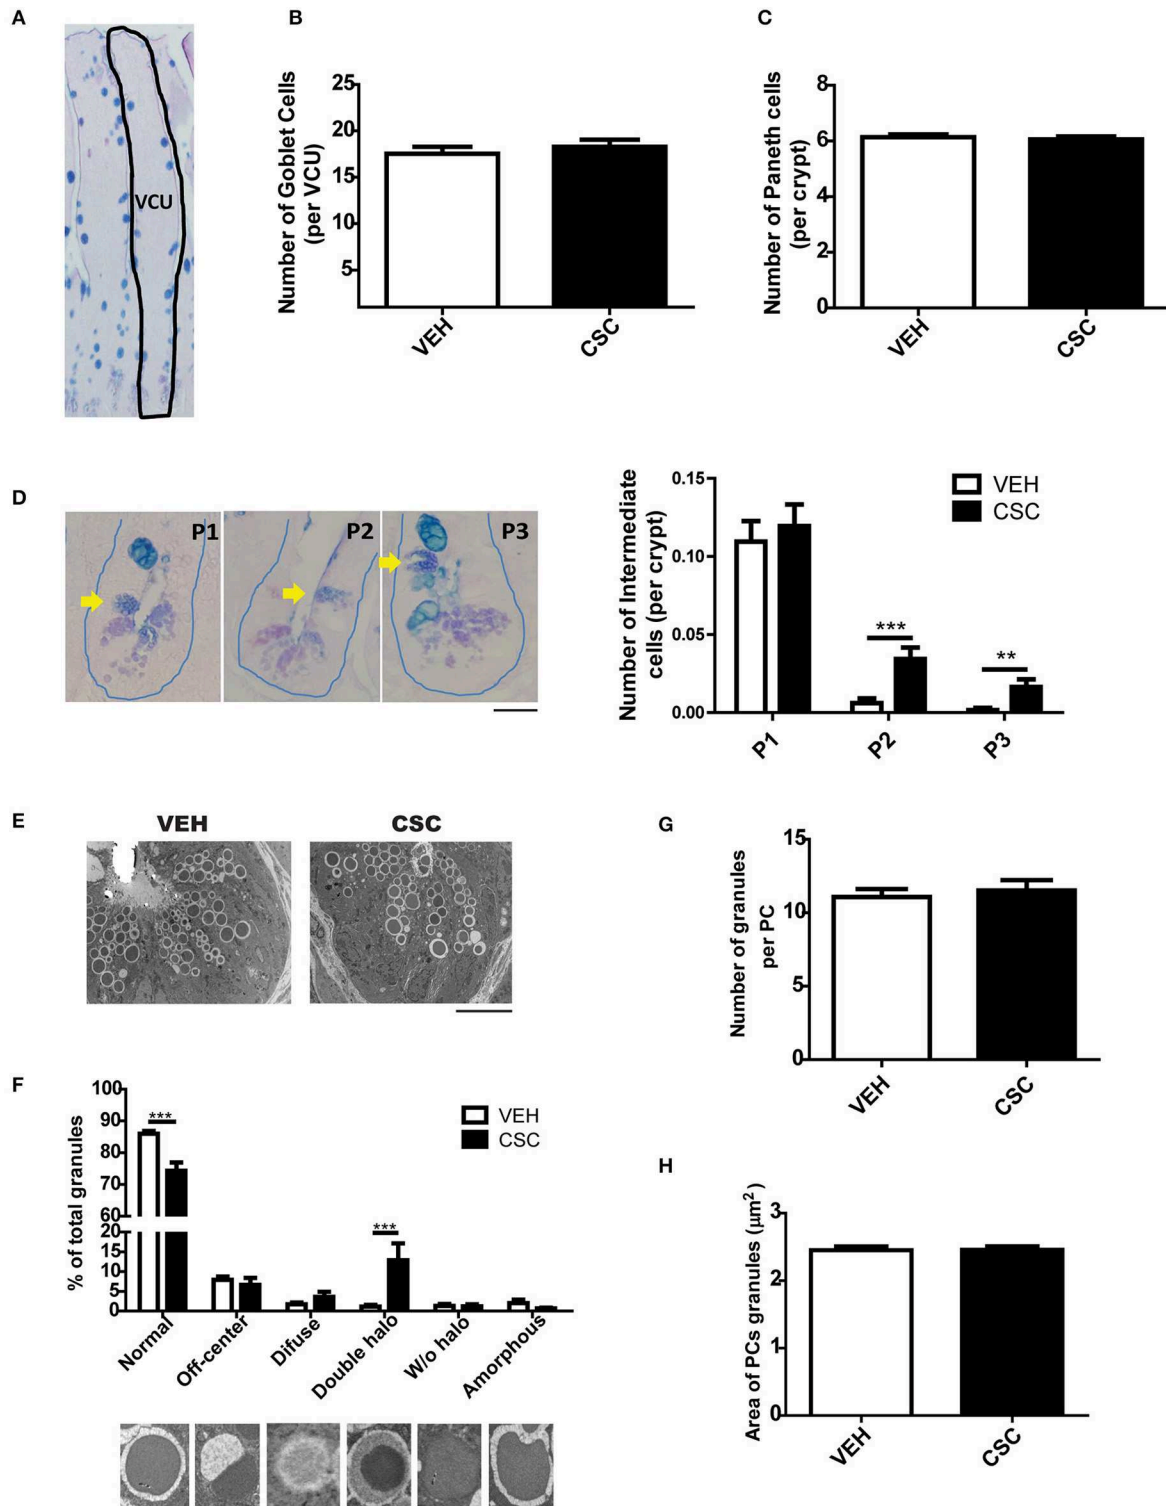 A
VCU
B
Number of Goblet Cells
(per VCU)
25
20
15
10
5
VEH
CSC
C
Number of Paneth cells
(per crypt)
8
6
4
2
0
VEH
CSC
D
P1
P2
P3
Number of Intermediate
cells (per crypt)
0.15
0.10
0.05
0.00
VEH
CSC
***
**
P1
P2
P3
E
VEH
CSC
F
% of total granules
100
90
80
70
60
20
15
10
5
0
***
***
VEH
CSC
Normal
Off-center
Difuse
Double halo
W/o halo
Amorphous
G
Number of granules
per PC
15
10
5
0
VEH
CSC
H
Area of PCs granules (µm²)
3
2
1
0
VEH
CSC